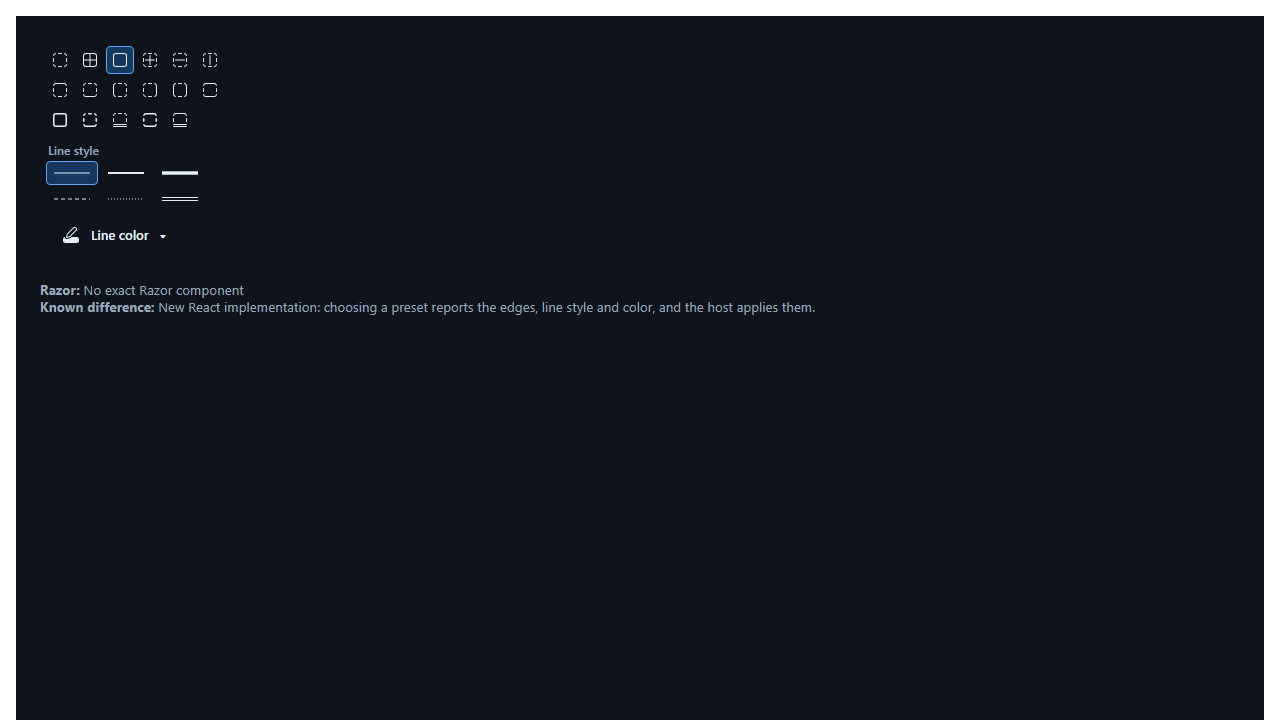 Line style
Line color
Razor: No exact Razor component
Known difference: New React implementation: choosing a preset reports the edges, line style and color, and the host applies them.